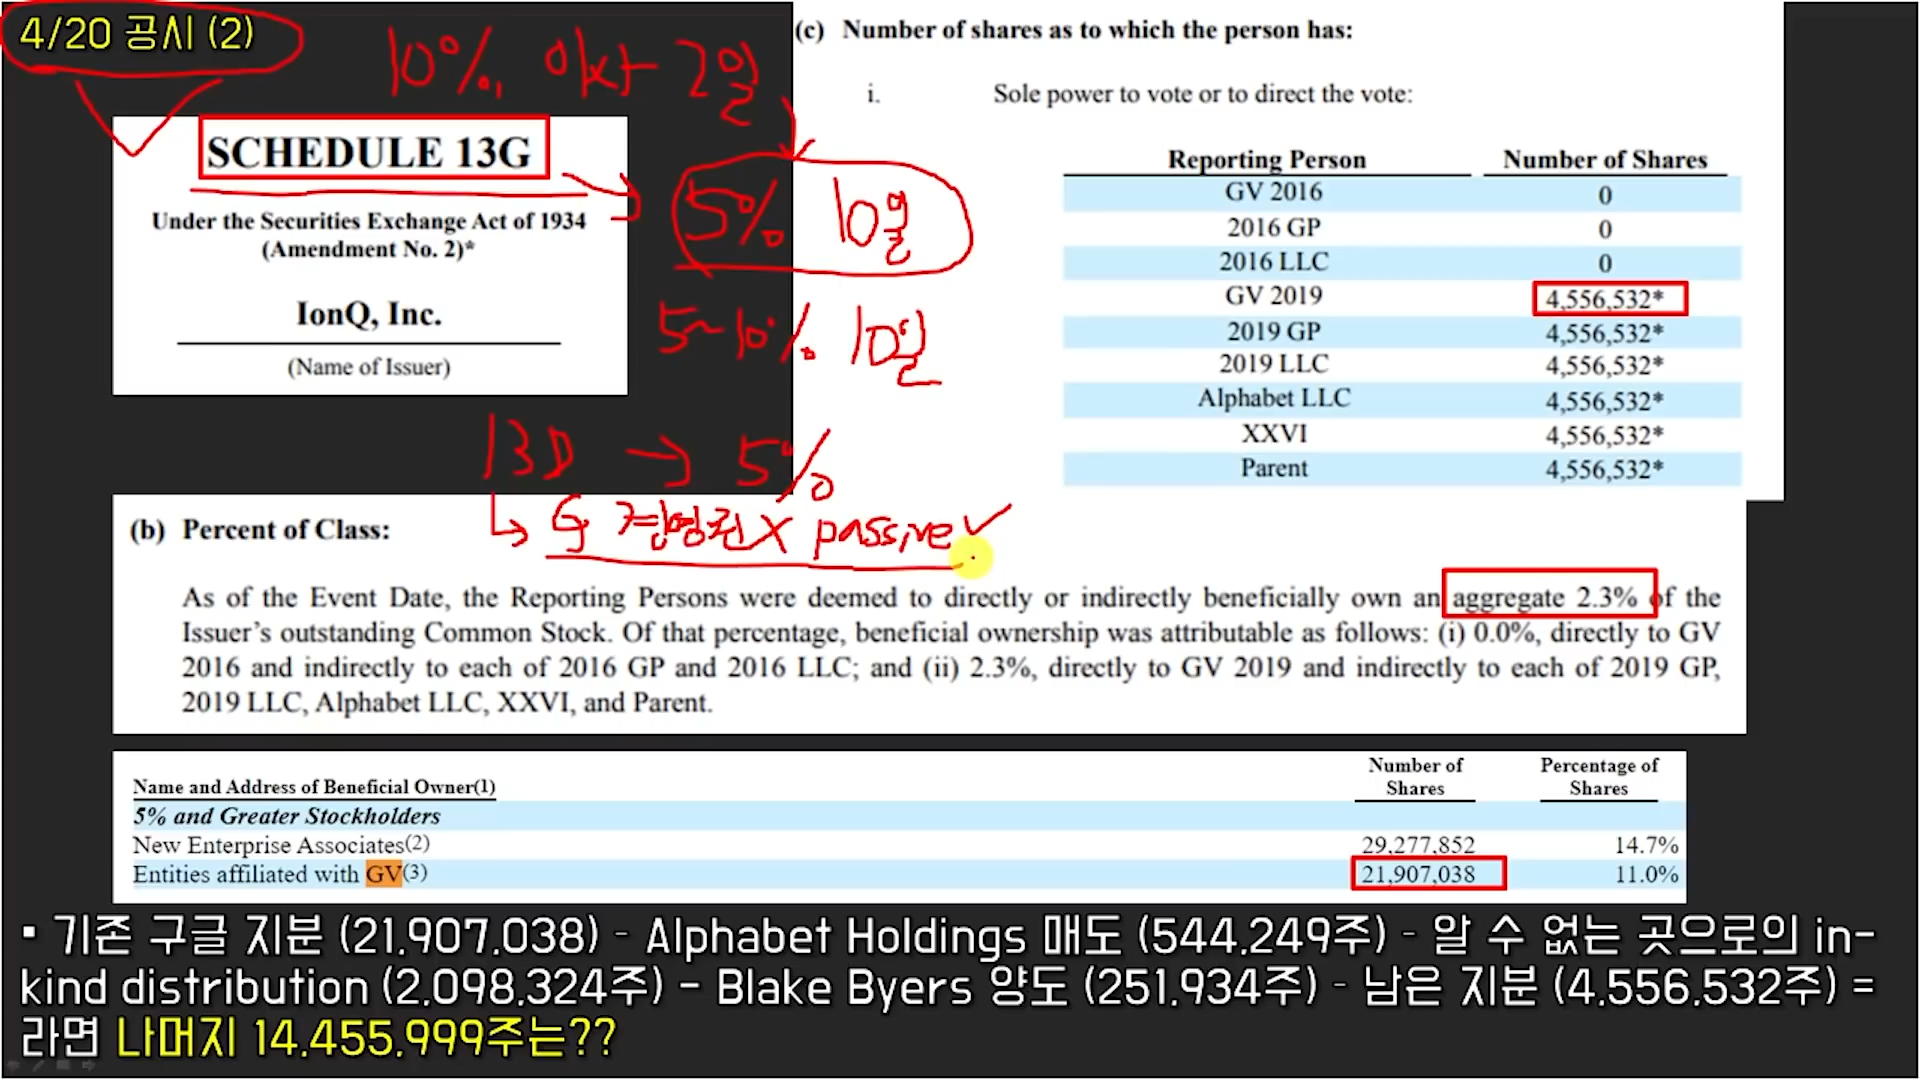 4/20 공시 (2)
10% 이상 2일
SCHEDULE 13G
Under the Securities Exchange Act of 1934
(Amendment No. 2)*
IonQ, Inc.
(Name of Issuer)
5% 10일
5~10% 10일
13D → 5%
↳ G 경영권 X passive ✓
(c) Number of shares as to which the person has:
i. Sole power to vote or to direct the vote:
Reporting Person Number of Shares
GV 2016 0
2016 GP 0
2016 LLC 0
GV 2019 4,556,532*
2019 GP 4,556,532*
2019 LLC 4,556,532*
Alphabet LLC 4,556,532*
XXVI 4,556,532*
Parent 4,556,532*
(b) Percent of Class:
As of the Event Date, the Reporting Persons were deemed to directly or indirectly beneficially own an aggregate 2.3% of the
Issuer's outstanding Common Stock. Of that percentage, beneficial ownership was attributable as follows: (i) 0.0%, directly to GV
2016 and indirectly to each of 2016 GP and 2016 LLC; and (ii) 2.3%, directly to GV 2019 and indirectly to each of 2019 GP,
2019 LLC, Alphabet LLC, XXVI, and Parent.
Name and Address of Beneficial Owner(1) Number of Shares Percentage of Shares
5% and Greater Stockholders
New Enterprise Associates(2) 29,277,852 14.7%
Entities affiliated with GV(3) 21,907,038 11.0%
▪ 기존 구글 지분 (21,907,038) - Alphabet Holdings 매도 (544,249주) - 알 수 없는 곳으로의 in-
kind distribution (2,098,324주) - Blake Byers 양도 (251,934주) - 남은 지분 (4,556,532주) =
라면 나머지 14,455,999주는??